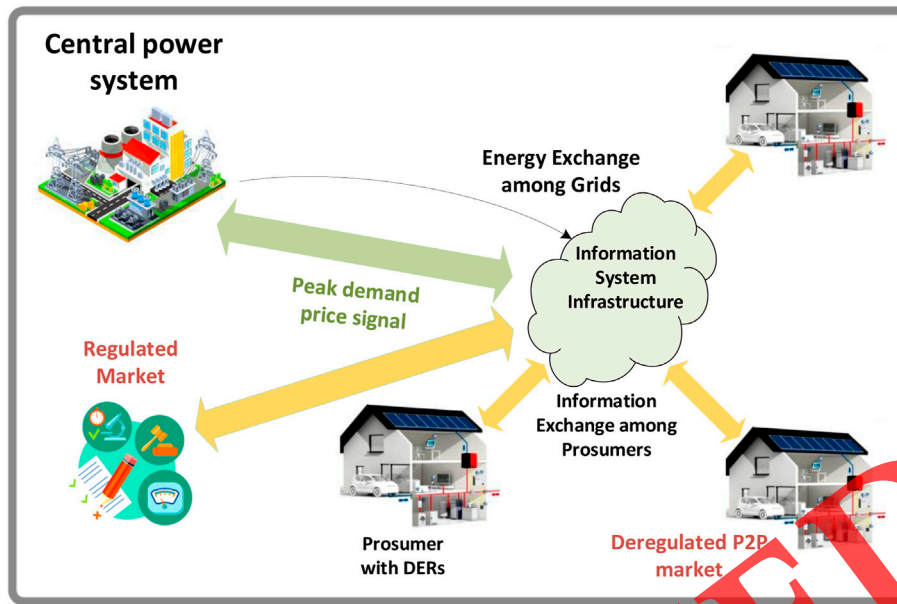 Central power
system
Energy Exchange
among Grids
Information
System
Infrastructure
Peak demand
price signal
Regulated
Market
Information
Exchange among
Prosumers
Prosumer
with DERs
Deregulated P2P
market